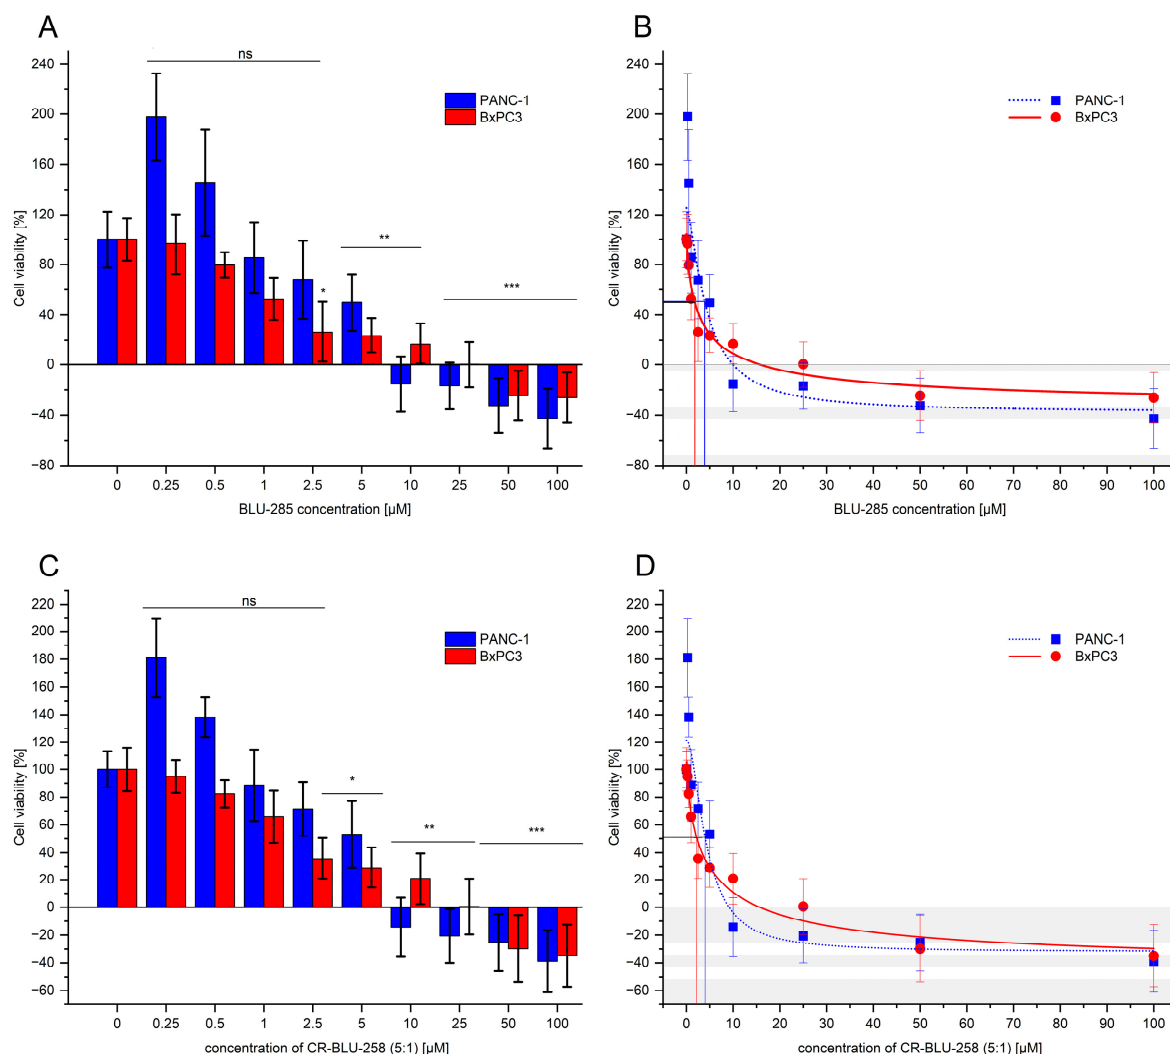 A
ns
240
200
160
120
80
40
0
−40
−80
Cell viability [%]
PANC-1
BxPC3
*
**
***
0 0.25 0.5 1 2.5 5 10 25 50 100
BLU-285 concentration [µM]
B
240
200
160
120
80
40
0
−40
−80
Cell viability [%]
PANC-1
BxPC3
0 10 20 30 40 50 60 70 80 90 100
BLU-285 concentration [µM]
C
ns
220
200
180
160
140
120
100
80
60
40
20
0
−20
−40
−60
Cell viability [%]
PANC-1
BxPC3
*
**
***
0 0.25 0.5 1 2.5 5 10 25 50 100
concentration of CR-BLU-258 (5:1) [µM]
D
220
200
180
160
140
120
100
80
60
40
20
0
−20
−40
−60
Cell viability [%]
PANC-1
BxPC3
0 10 20 30 40 50 60 70 80 90 100
concentration of CR-BLU-258 (5:1) [µM]